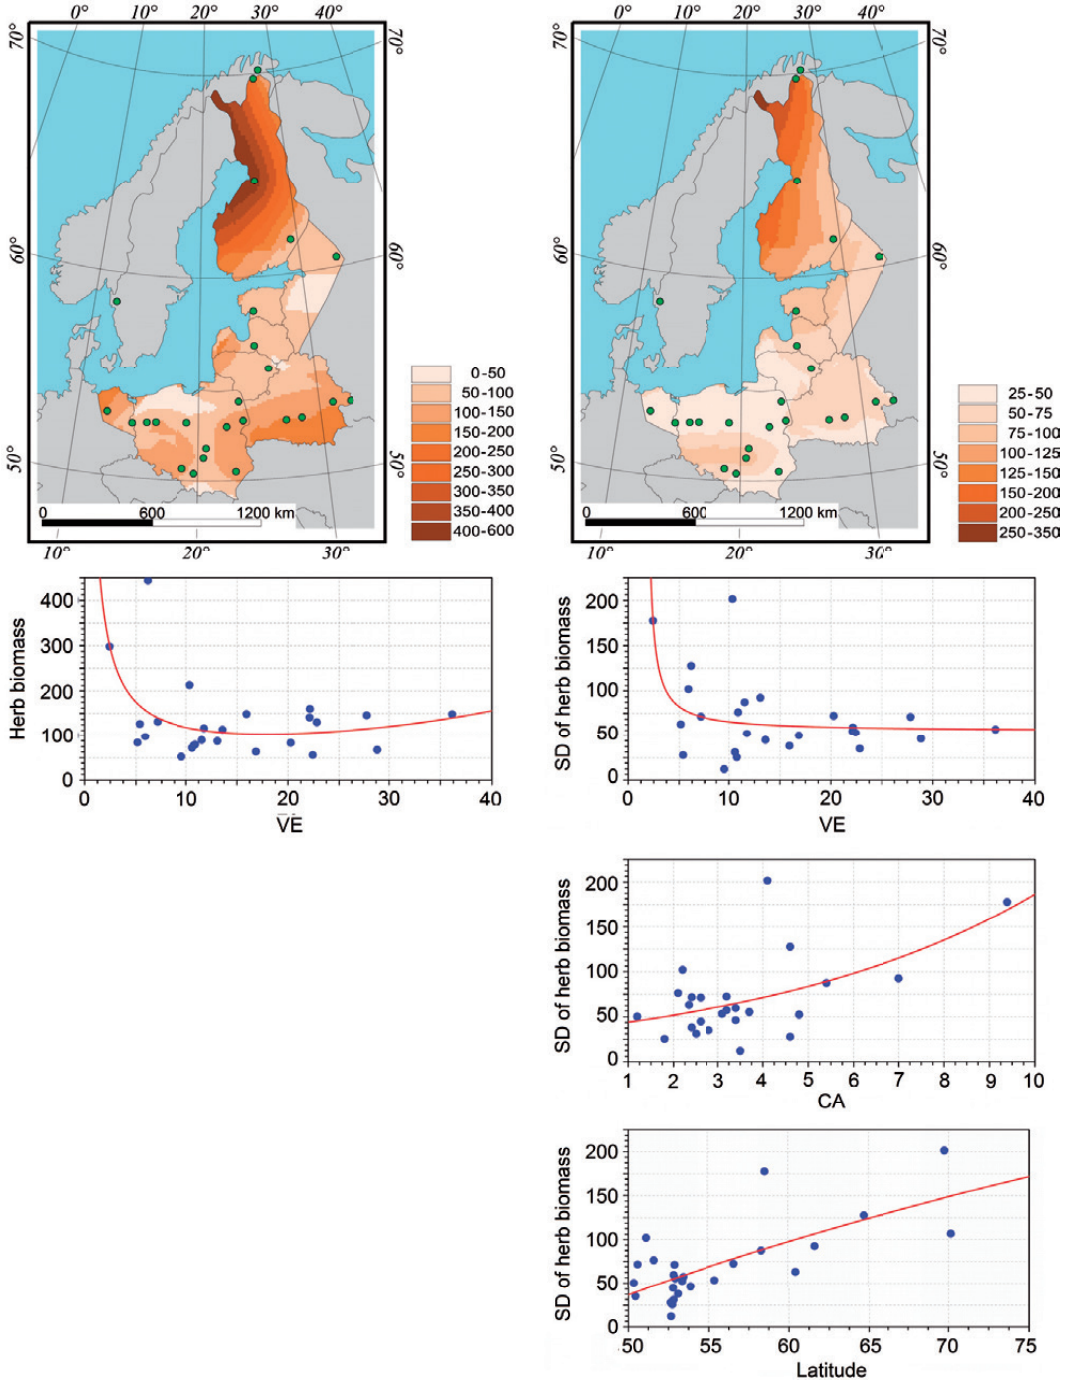 0° 10° 20° 30° 40°
0° 10° 20° 30° 40°
70° 70°
70° 70°
60° 60°
60° 60°
50° 50°
50° 50°
0-50
50-100
100-150
150-200
200-250
250-300
300-350
350-400
400-600
25-50
50-75
75-100
100-125
125-150
150-200
200-250
250-350
0 600 1200 km
0 600 1200 km
10° 20° 30°
10° 20° 30°
Herb biomass
400
300
200
100
0
0 10 20 30 40
VE
SD of herb biomass
200
150
100
50
0
0 10 20 30 40
VE
SD of herb biomass
200
150
100
50
0
1 2 3 4 5 6 7 8 9 10
CA
SD of herb biomass
200
150
100
50
0
50 55 60 65 70 75
Latitude